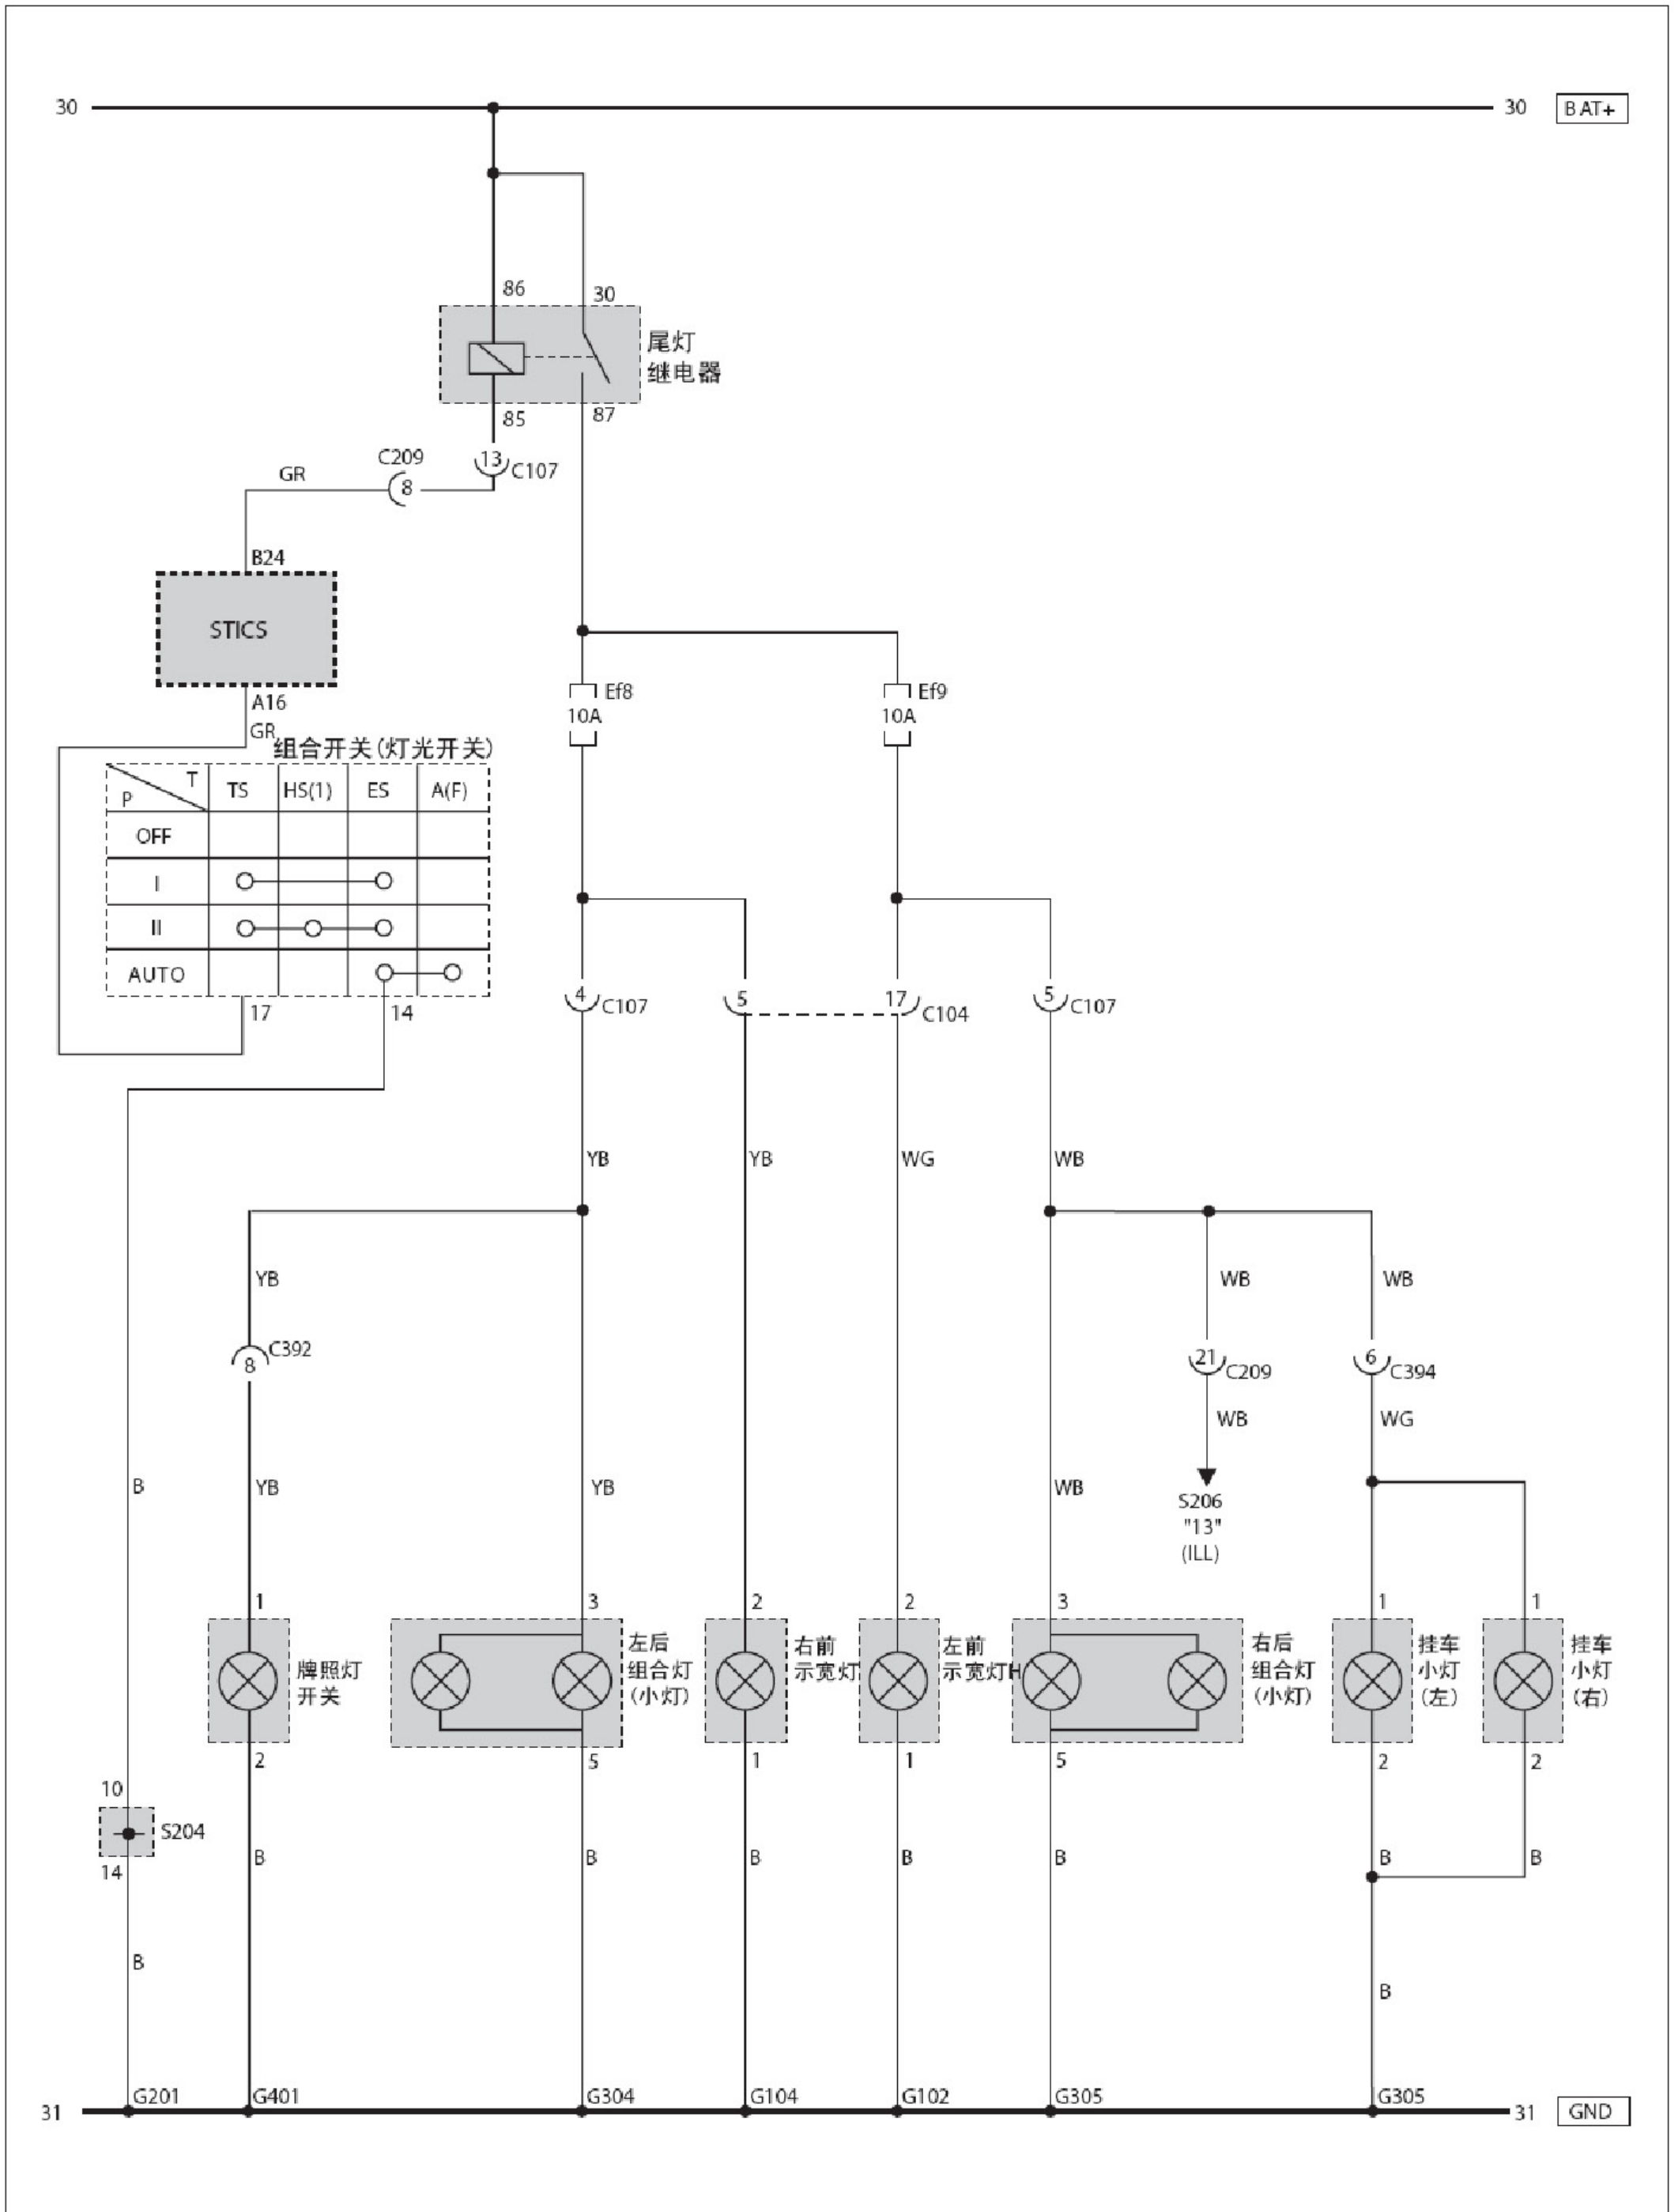 30
30 BAT+
86
30
尾灯
继电器
85
87
C209
13
C107
GR
8
B24
STICS
A16
GR
Ef8
10A
Ef9
10A
组合开关(灯光开关)
T
P
TS
HS(1)
ES
A(F)
OFF
I
II
AUTO
17
14
4
C107
5
17
C104
5
C107
YB
YB
WG
WB
YB
WB
WB
C392
8
21
C209
6
C394
WB
WG
B
YB
YB
WB
S206
"13"
(ILL)
1
3
2
2
3
1
1
牌照灯
开关
左后
组合灯
(小灯)
右前
示宽灯
左前
示宽灯H
右后
组合灯
(小灯)
挂车
小灯
(左)
挂车
小灯
(右)
2
5
1
1
5
2
2
10
S204
14
B
B
B
B
B
B
B
B
B
G201
G401
G304
G104
G102
G305
G305
31
31 GND